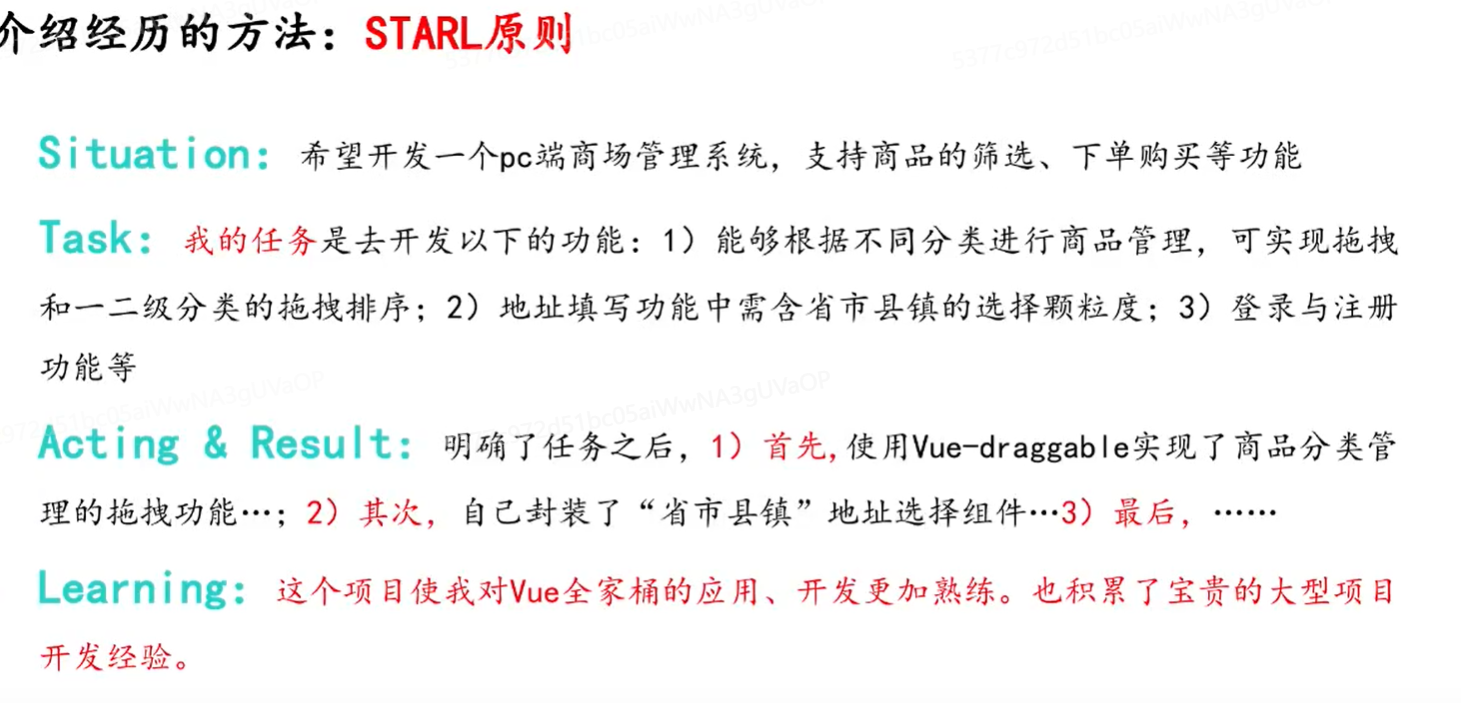 介绍经历的方法：STARL原则
5377c972d51bc05aiWwNA3gUVaOP
Situation：希望开发一个pc端商场管理系统，支持商品的筛选、下单购买等功能
Task：我的任务是去开发以下的功能：1）能够根据不同分类进行商品管理，可实现拖拽
和一二级分类的拖拽排序；2）地址填写功能中需含省市县镇的选择颗粒度；3）登录与注册
功能等
Acting & Result：明确了任务之后，1）首先,使用Vue-draggable实现了商品分类管
理的拖拽功能…；2）其次，自己封装了“省市县镇”地址选择组件…3）最后，……
Learning：这个项目使我对Vue全家桶的应用、开发更加熟练。也积累了宝贵的大型项目
开发经验。